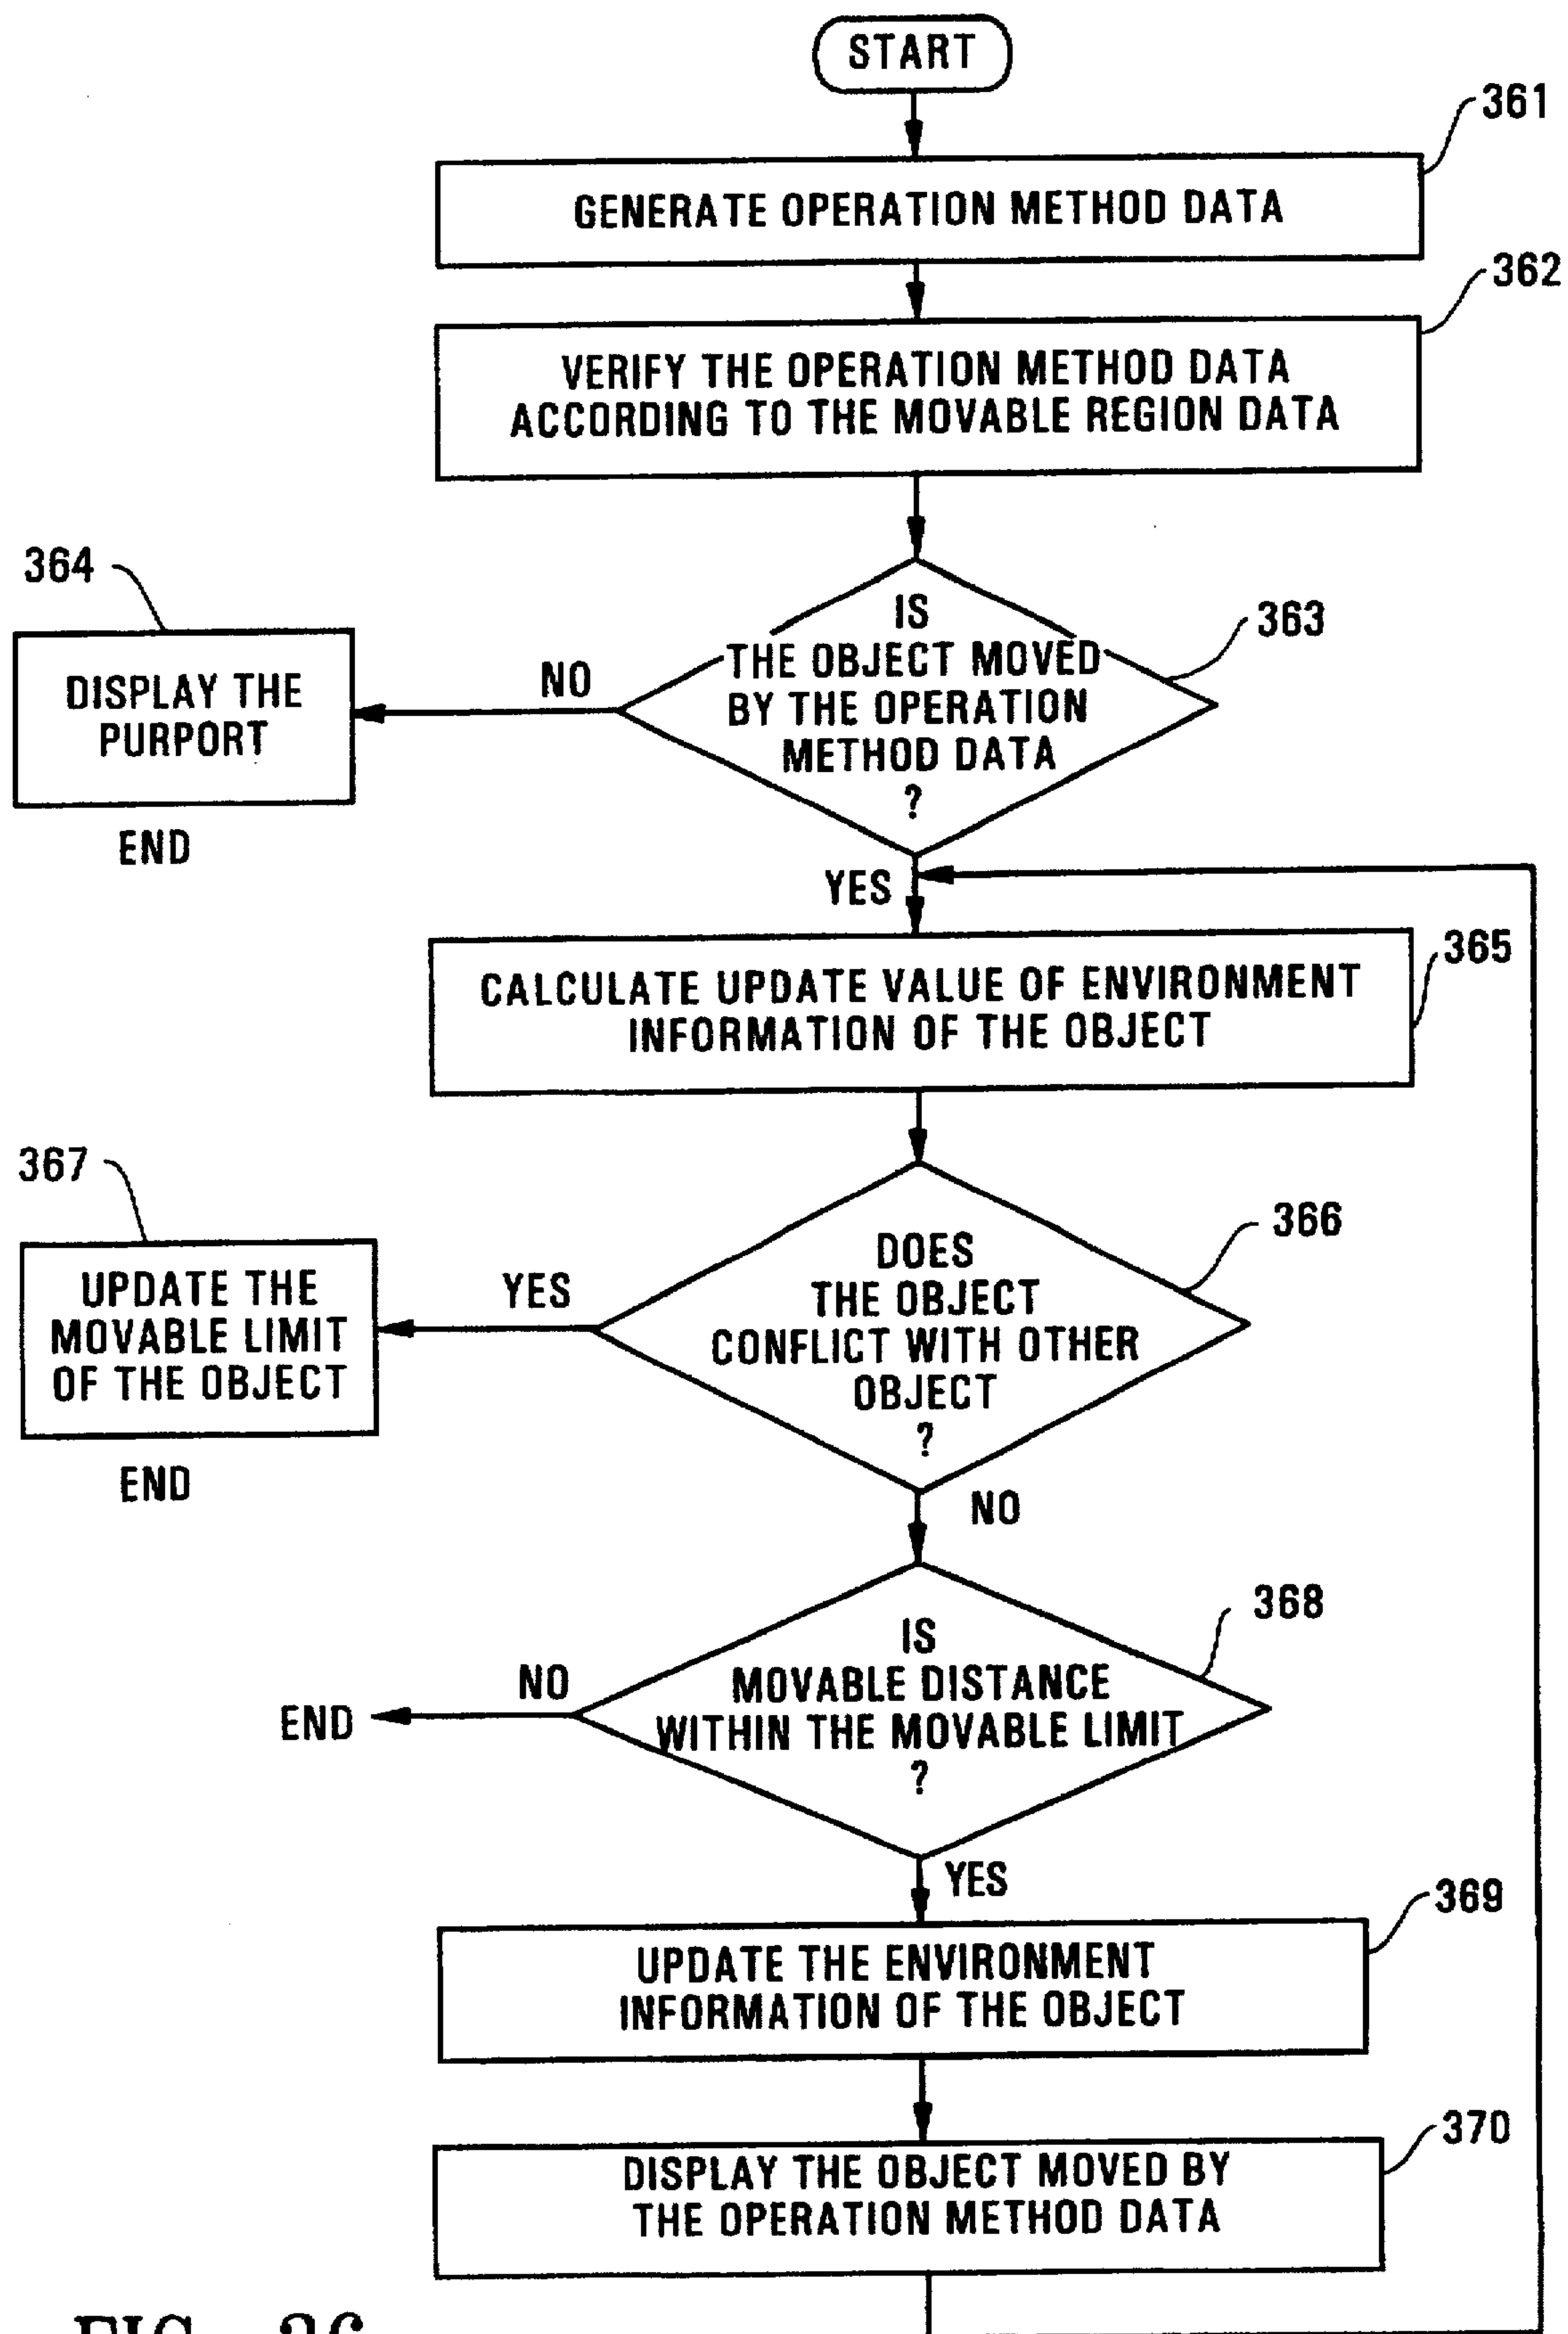 START
361
GENERATE OPERATION METHOD DATA
362
VERIFY THE OPERATION METHOD DATA
ACCORDING TO THE MOVABLE REGION DATA
364
363
IS
THE OBJECT MOVED
BY THE OPERATION
METHOD DATA
?
NO
DISPLAY THE
PURPORT
END
YES
365
CALCULATE UPDATE VALUE OF ENVIRONMENT
INFORMATION OF THE OBJECT
367
366
DOES
THE OBJECT
CONFLICT WITH OTHER
OBJECT
?
YES
UPDATE THE
MOVABLE LIMIT
OF THE OBJECT
END
NO
368
IS
MOVABLE DISTANCE
WITHIN THE MOVABLE LIMIT
?
NO
END
YES
369
UPDATE THE ENVIRONMENT
INFORMATION OF THE OBJECT
370
DISPLAY THE OBJECT MOVED BY
THE OPERATION METHOD DATA